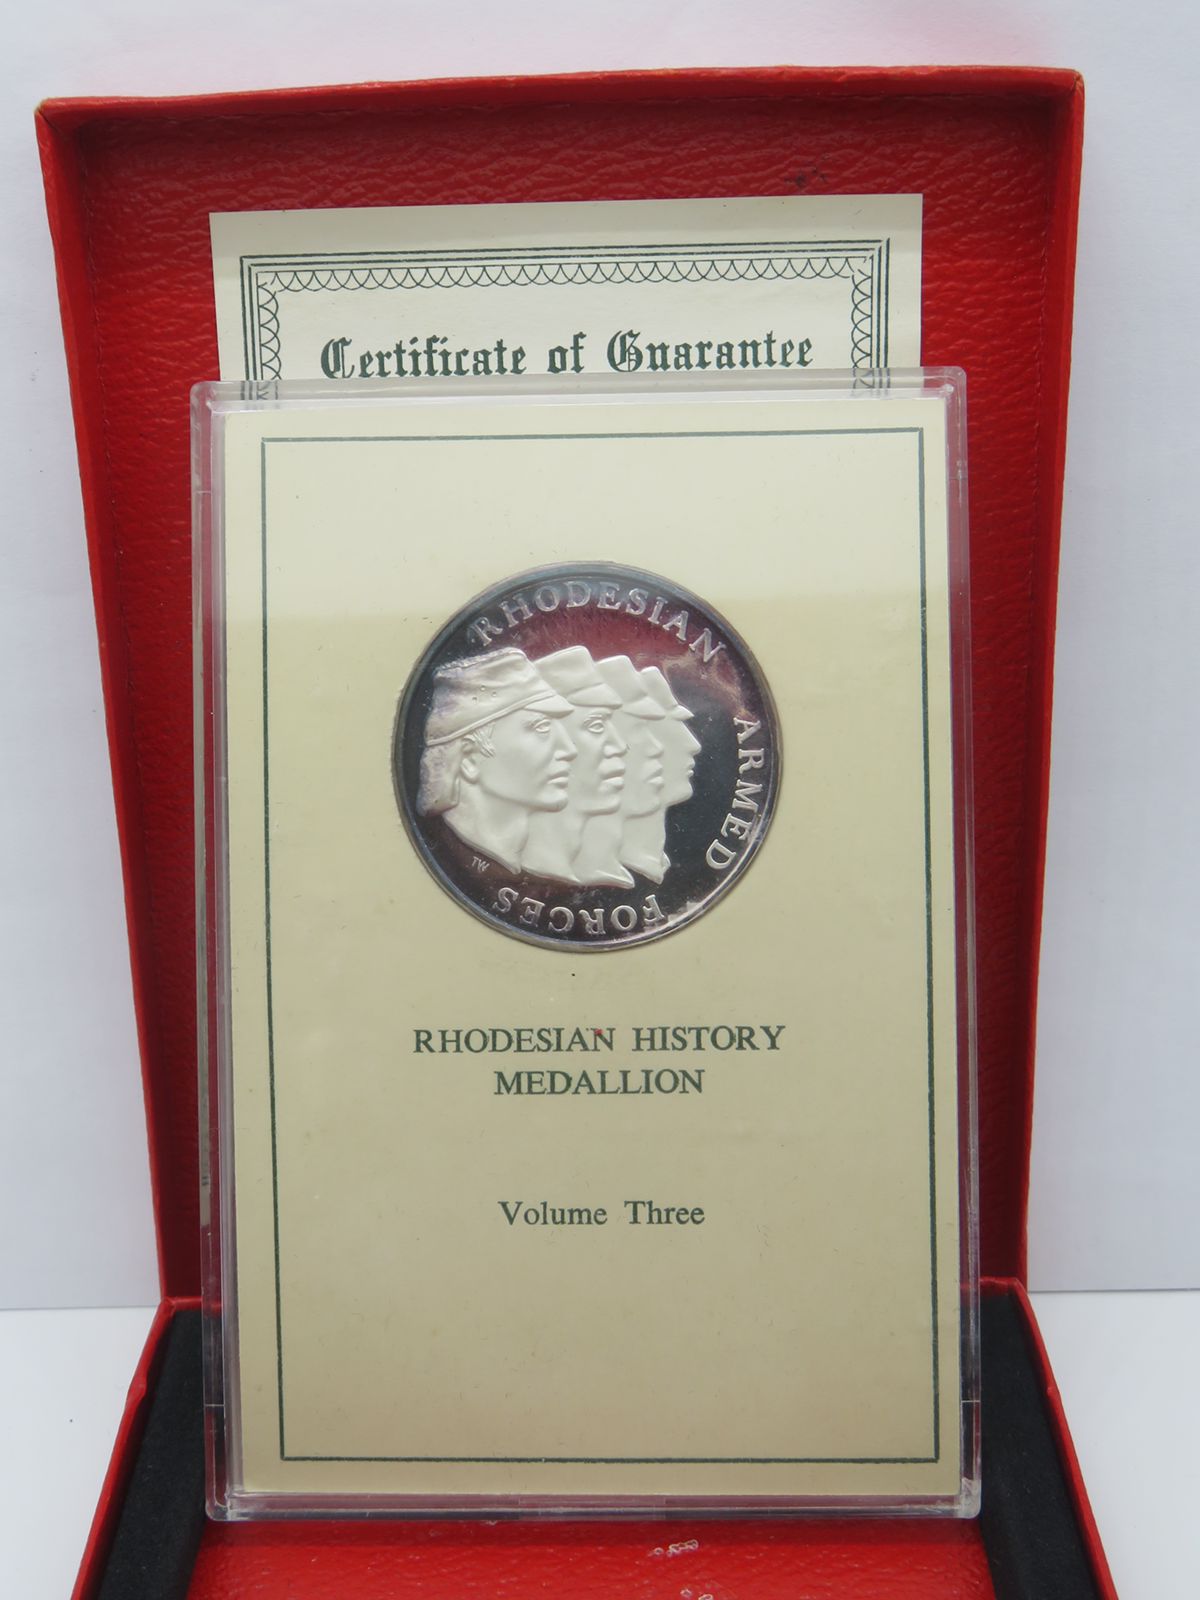 Certificate of Guarantee
RHODESIAN ARMED FORCES
TW
RHODESIAN HISTORY
MEDALLION
Volume Three